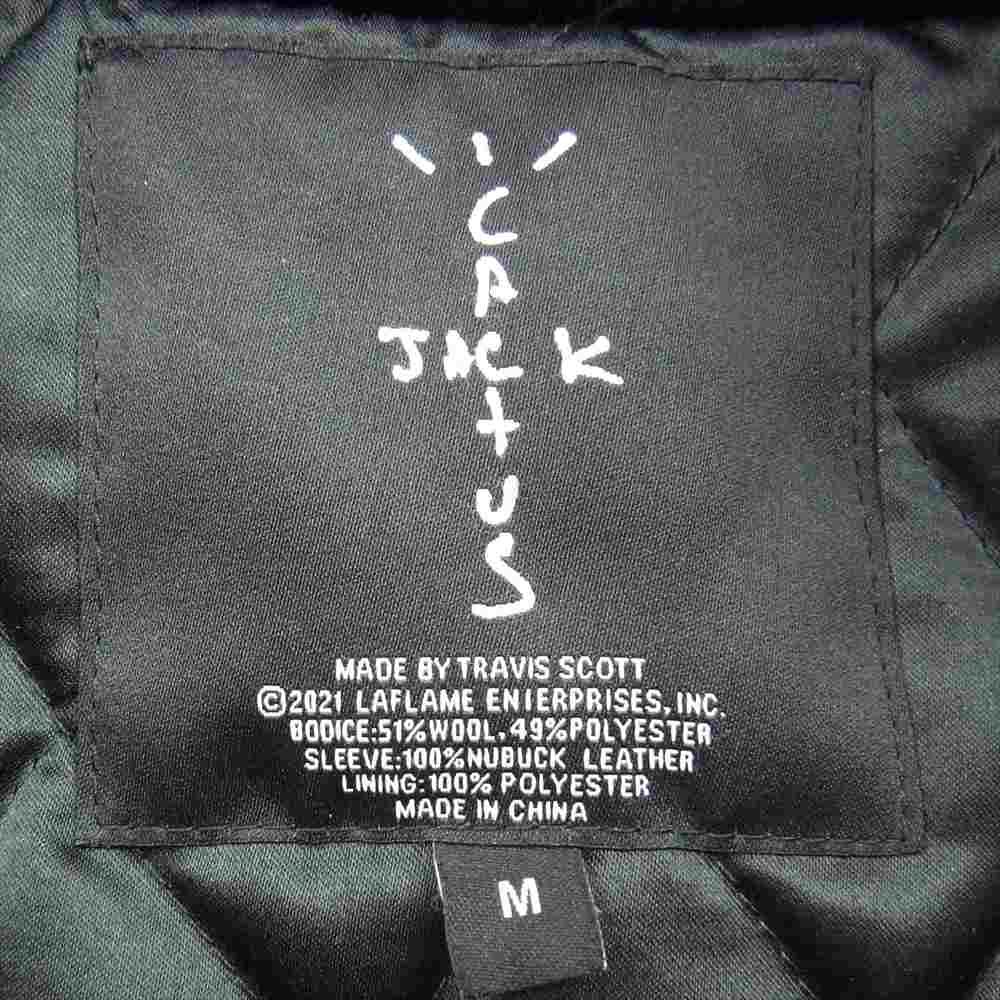 CACTUS
JACK
MADE BY TRAVIS SCOTT
©2021 LAFLAME ENTERPRISES, INC.
BODICE:51%WOOL,49%POLYESTER
SLEEVE:100%NUBUCK LEATHER
LINING:100% POLYESTER
MADE IN CHINA
M